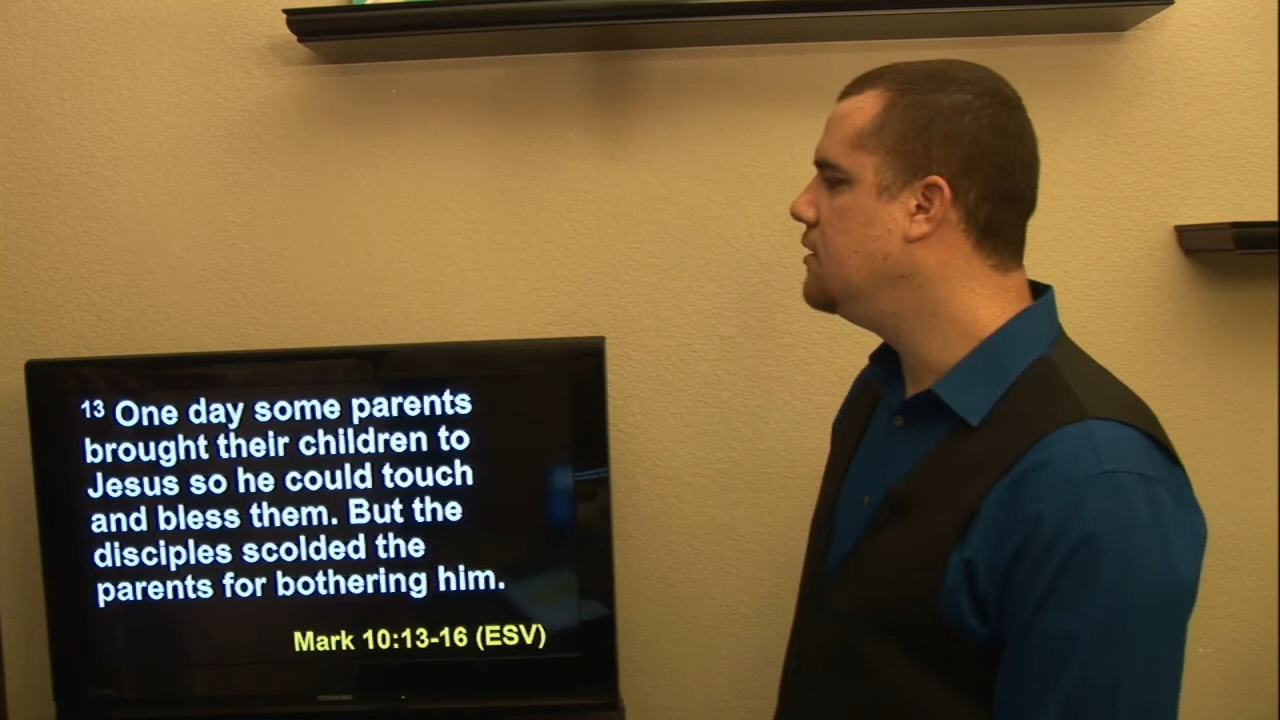 13 One day some parents
brought their children to
Jesus so he could touch
and bless them. But the
disciples scolded the
parents for bothering him.
Mark 10:13-16 (ESV)
TOSHIBA